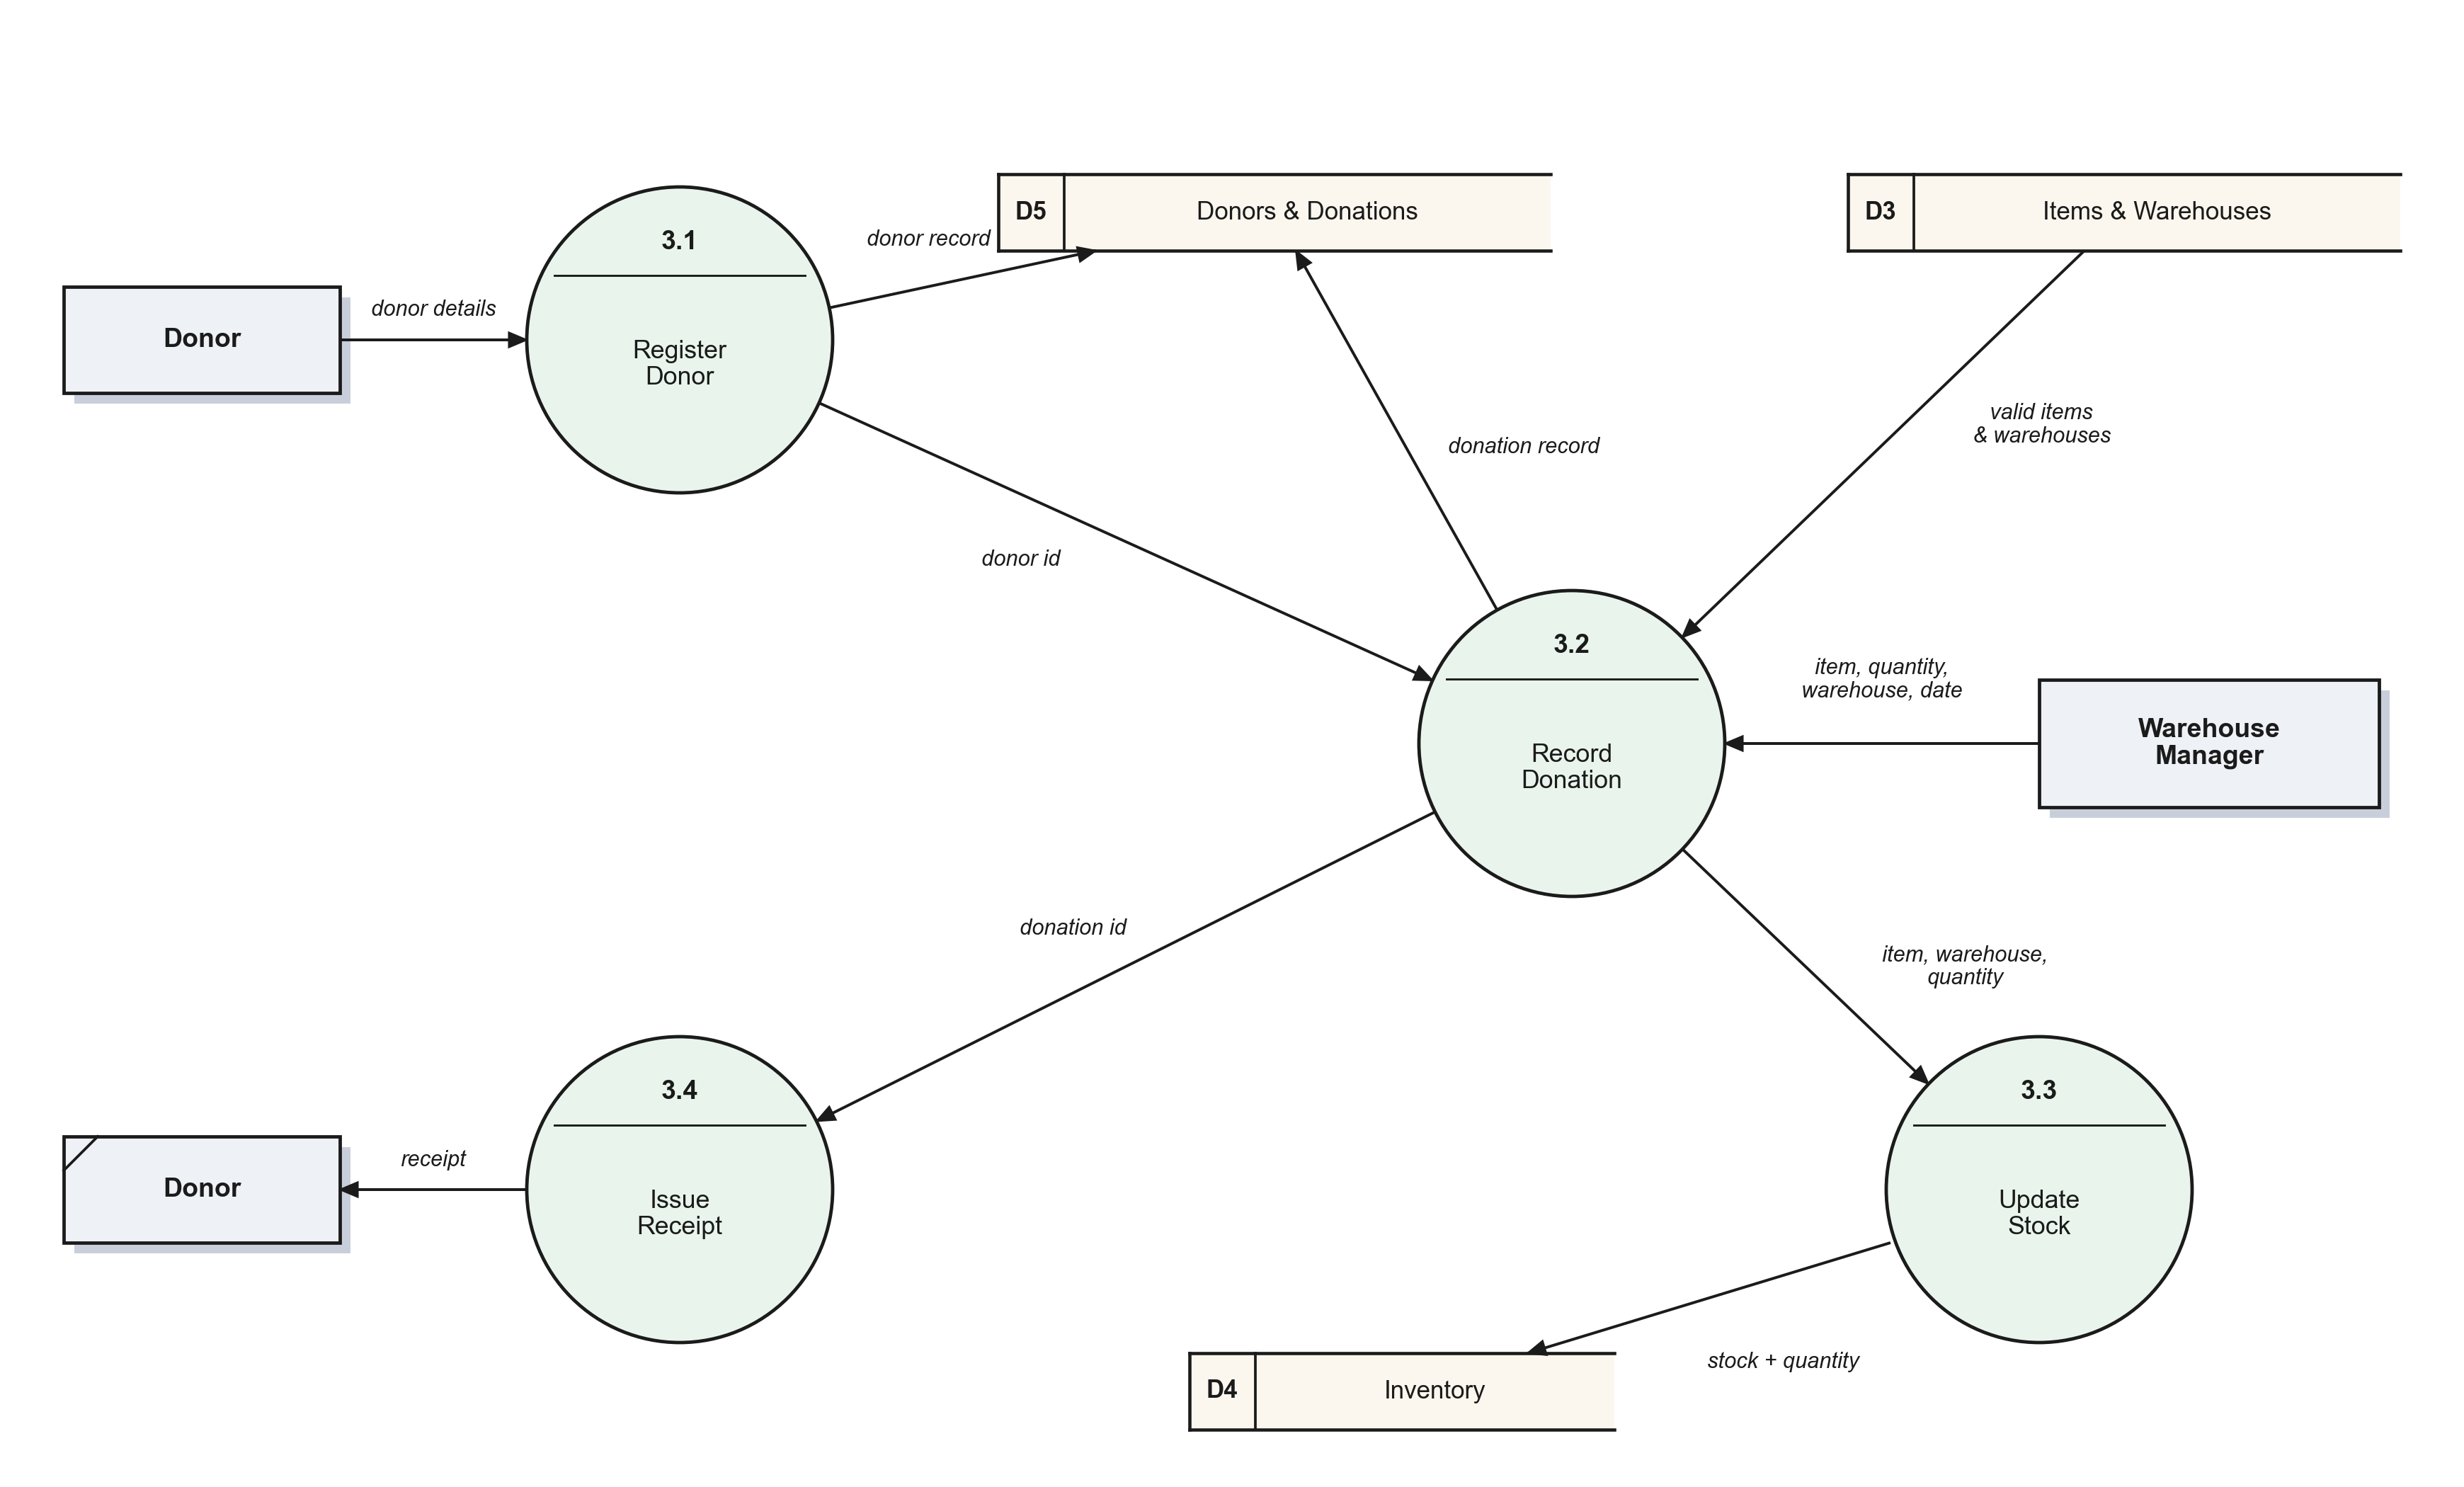 D5
Donors & Donations
D3
Items & Warehouses
3.1
donor record
donor details
Donor
Register
Donor
valid items
& warehouses
donation record
donor id
3.2
item, quantity,
warehouse, date
Record
Donation
Warehouse
Manager
donation id
item, warehouse,
quantity
3.4
3.3
receipt
Donor
Issue
Receipt
Update
Stock
stock + quantity
D4
Inventory